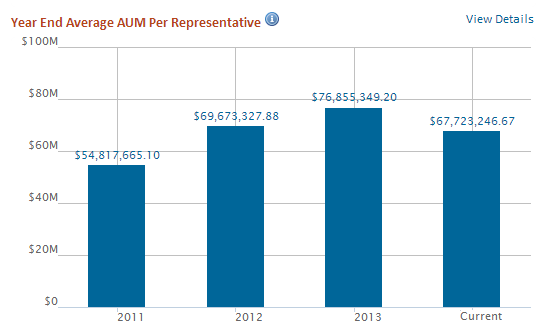 Year End Average AUM Per Representative
View Details
$100M
$80M
$60M
$40M
$20M
$0
$54,817,665.10
$69,673,327.88
$76,855,349.20
$67,723,246.67
2011
2012
2013
Current